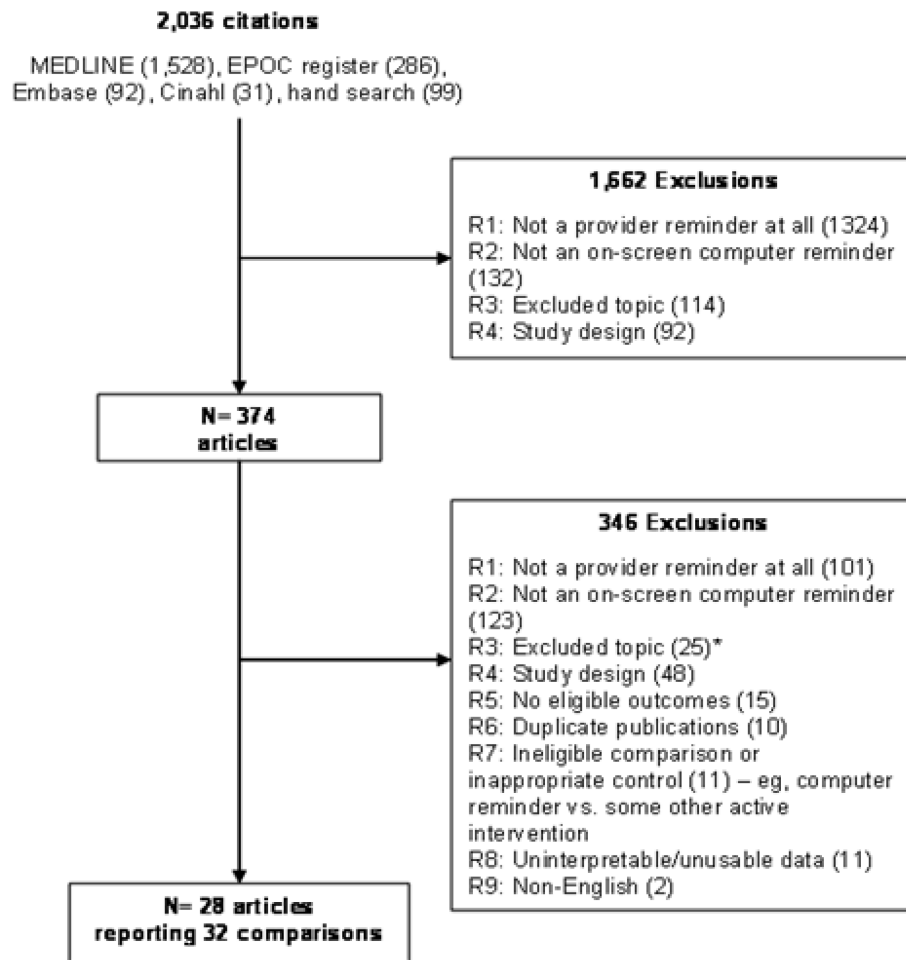 2,036 citations
MEDLINE (1,528), EPOC register (286),
Embase (92), Cinahl (31), hand search (99)
1,662 Exclusions
R1: Not a provider reminder at all (1324)
R2: Not an on-screen computer reminder
(132)
R3: Excluded topic (114)
R4: Study design (92)
N= 374
articles
346 Exclusions
R1: Not a provider reminder at all (101)
R2: Not an on-screen computer reminder
(123)
R3: Excluded topic (25)*
R4: Study design (48)
R5: No eligible outcomes (15)
R6: Duplicate publications (10)
R7: Ineligible comparison or
inappropriate control (11) – eg, computer
reminder vs. some other active
intervention
R8: Uninterpretable/unusable data (11)
R9: Non-English (2)
N= 28 articles
reporting 32 comparisons